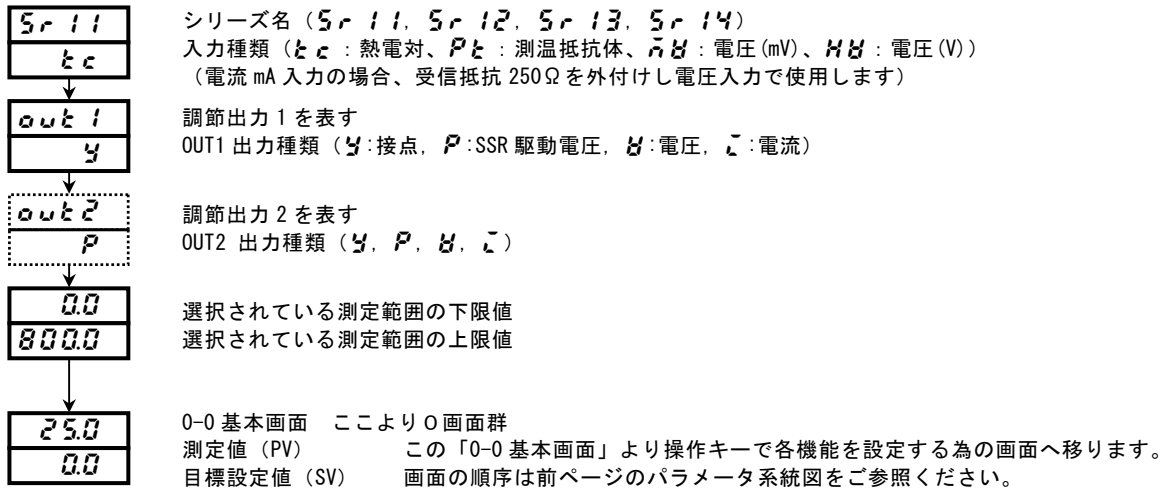 Sr 11
tc
シリーズ名（Sr 11, Sr 12, Sr 13, Sr 14）
入力種類（tc：熱電対、Pt：測温抵抗体、：電圧(mV)、：電圧(V)）
（電流 mA 入力の場合、受信抵抗 250Ωを外付けし電圧入力で使用します）
out 1
Y
調節出力 1 を表す
OUT1 出力種類（Y:接点, P:SSR 駆動電圧, :電圧, :電流）
out2
P
調節出力 2 を表す
OUT2 出力種類（Y, P, , ）
0.0
800.0
選択されている測定範囲の下限値
選択されている測定範囲の上限値
25.0
0.0
0-0 基本画面　ここより０画面群
測定値（PV）　この「0-0 基本画面」より操作キーで各機能を設定する為の画面へ移ります。
目標設定値（SV）　画面の順序は前ページのパラメータ系統図をご参照ください。